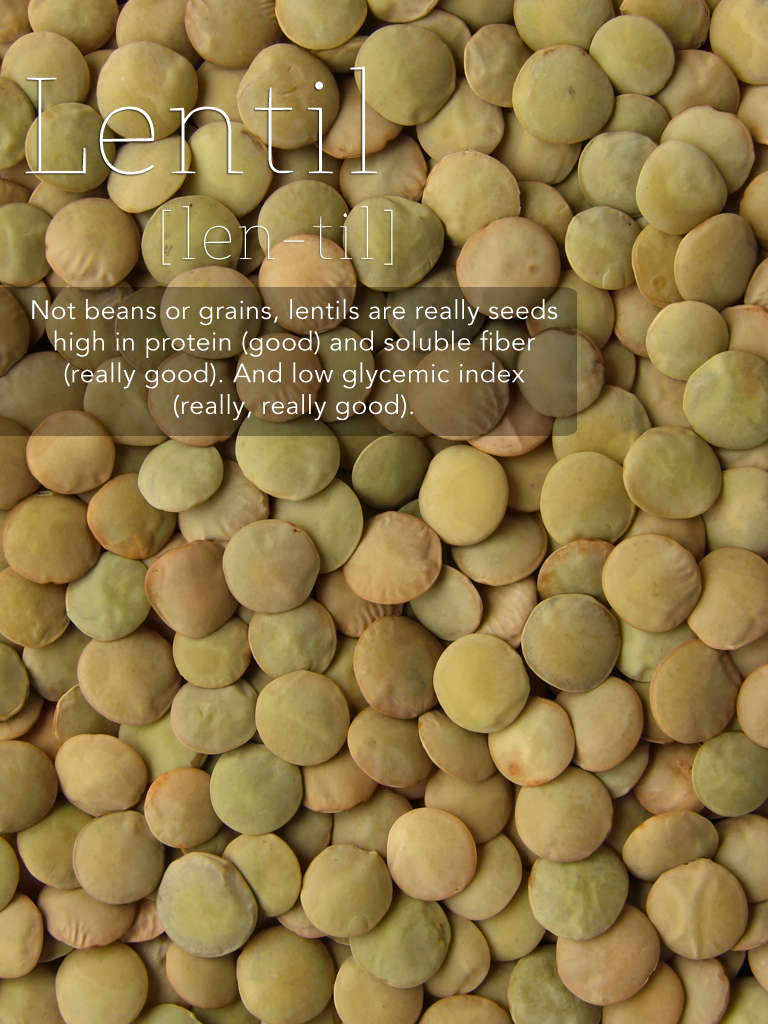 Lentil
[len-til]
Not beans or grains, lentils are really seeds
high in protein (good) and soluble fiber
(really good). And low glycemic index
(really, really good).